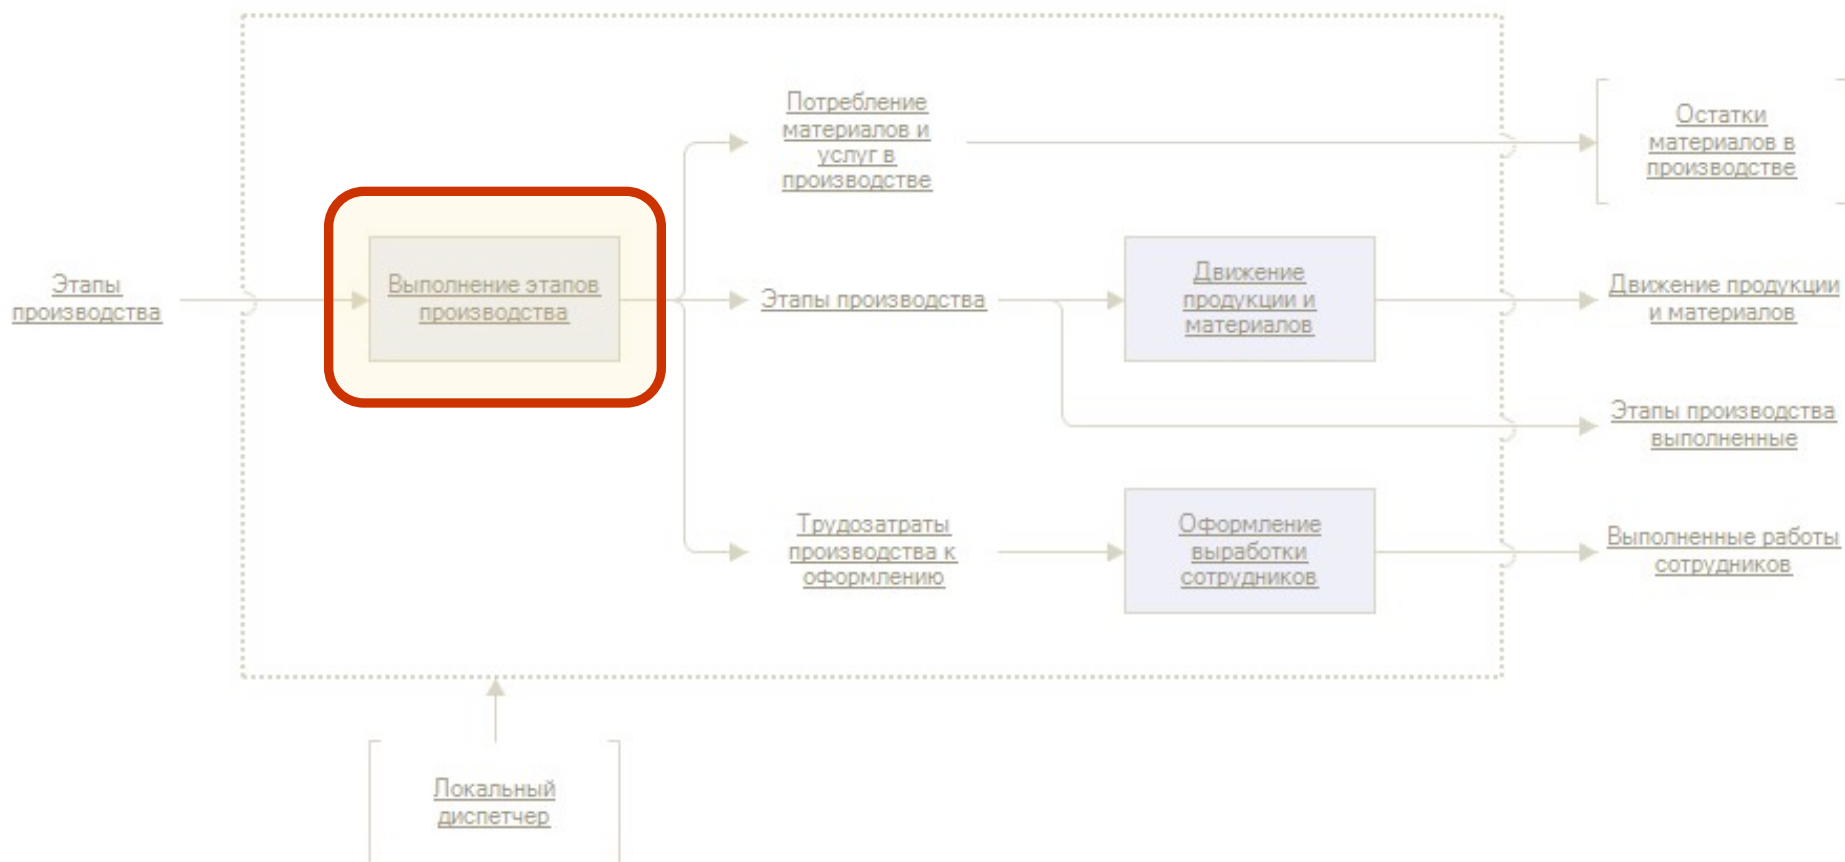 Потребление
материалов и
услуг в
производстве
Остатки
материалов в
производстве
Этапы
производства
Выполнение этапов
производства
Этапы производства
Движение
продукции и
материалов
Движение продукции
и материалов
Этапы производства
выполненные
Трудозатраты
производства к
оформлению
Оформление
выработки
сотрудников
Выполненные работы
сотрудников
Локальный
диспетчер